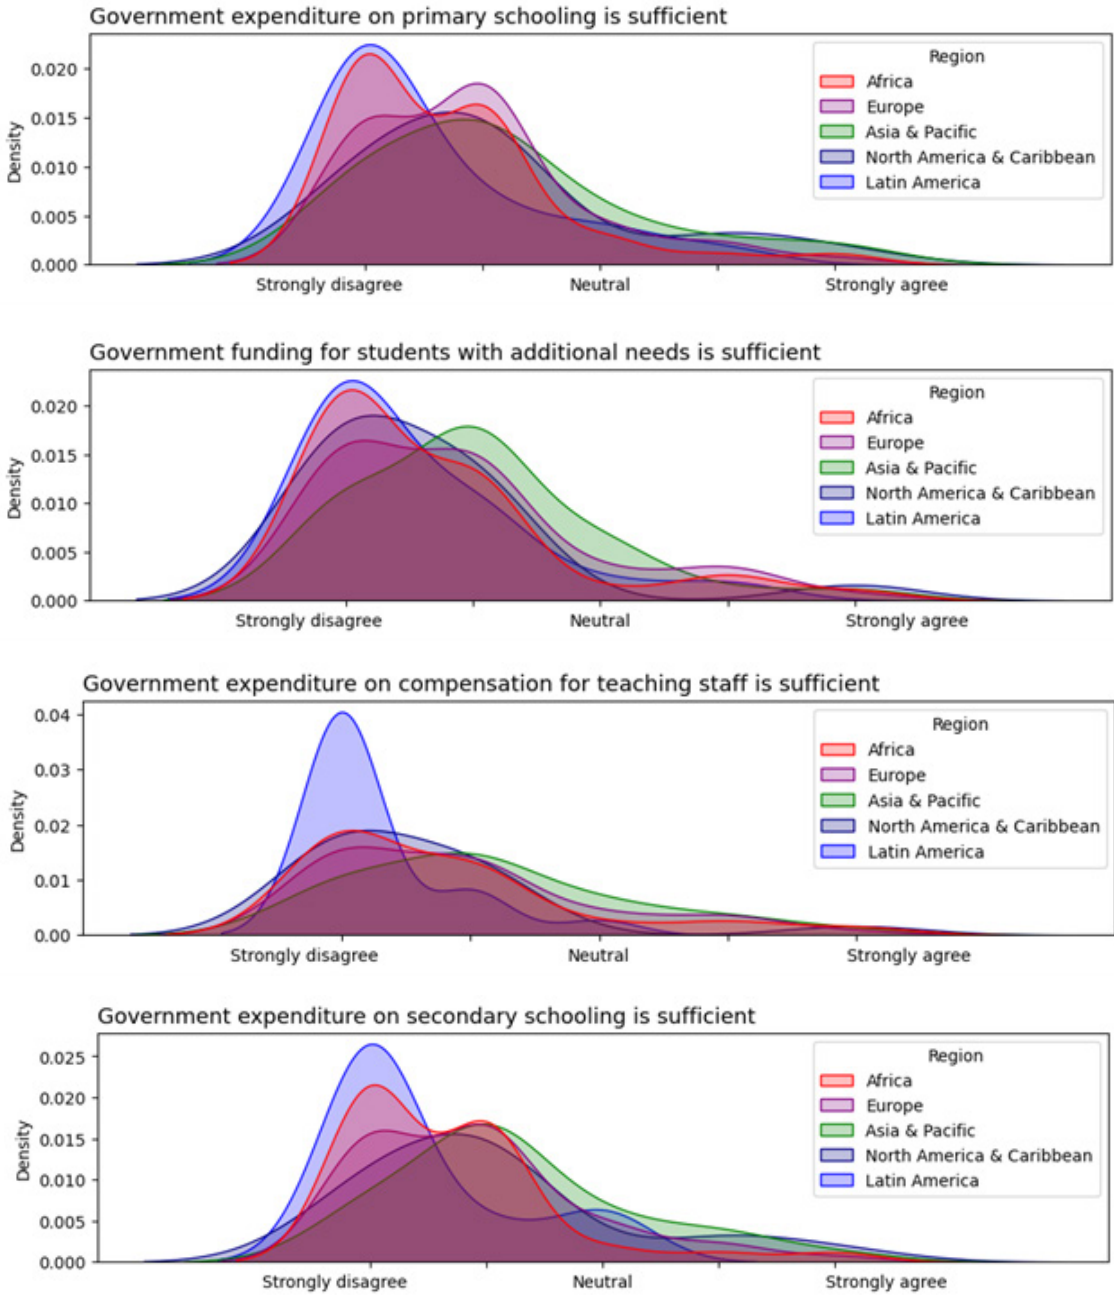 Government expenditure on primary schooling is sufficient
Density
0.020
0.015
0.010
0.005
0.000
Region
Africa
Europe
Asia & Pacific
North America & Caribbean
Latin America
Strongly disagree Neutral Strongly agree
Government funding for students with additional needs is sufficient
Density
0.020
0.015
0.010
0.005
0.000
Region
Africa
Europe
Asia & Pacific
North America & Caribbean
Latin America
Strongly disagree Neutral Strongly agree
Government expenditure on compensation for teaching staff is sufficient
Density
0.04
0.03
0.02
0.01
0.00
Region
Africa
Europe
Asia & Pacific
North America & Caribbean
Latin America
Strongly disagree Neutral Strongly agree
Government expenditure on secondary schooling is sufficient
Density
0.025
0.020
0.015
0.010
0.005
0.000
Region
Africa
Europe
Asia & Pacific
North America & Caribbean
Latin America
Strongly disagree Neutral Strongly agree